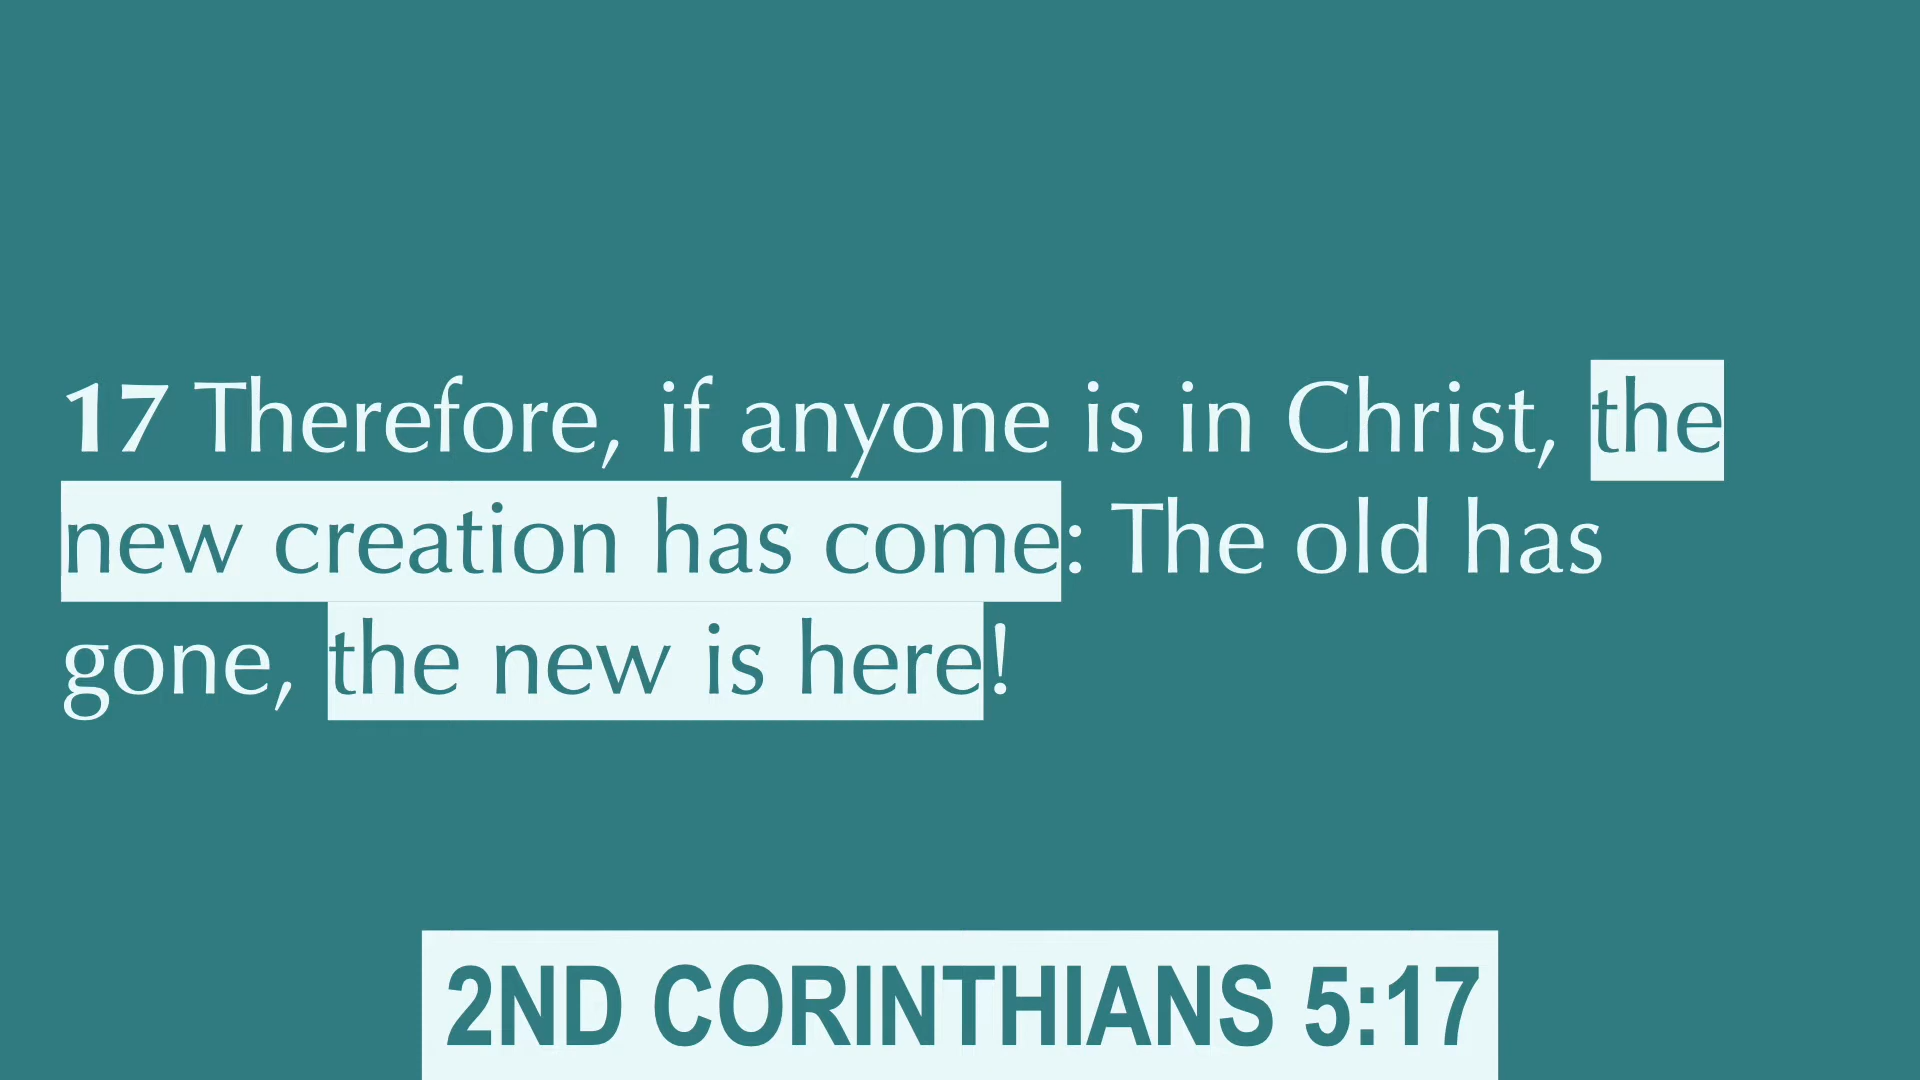 17 Therefore, if anyone is in Christ, the
new creation has come: The old has
gone, the new is here!
2ND CORINTHIANS 5:17